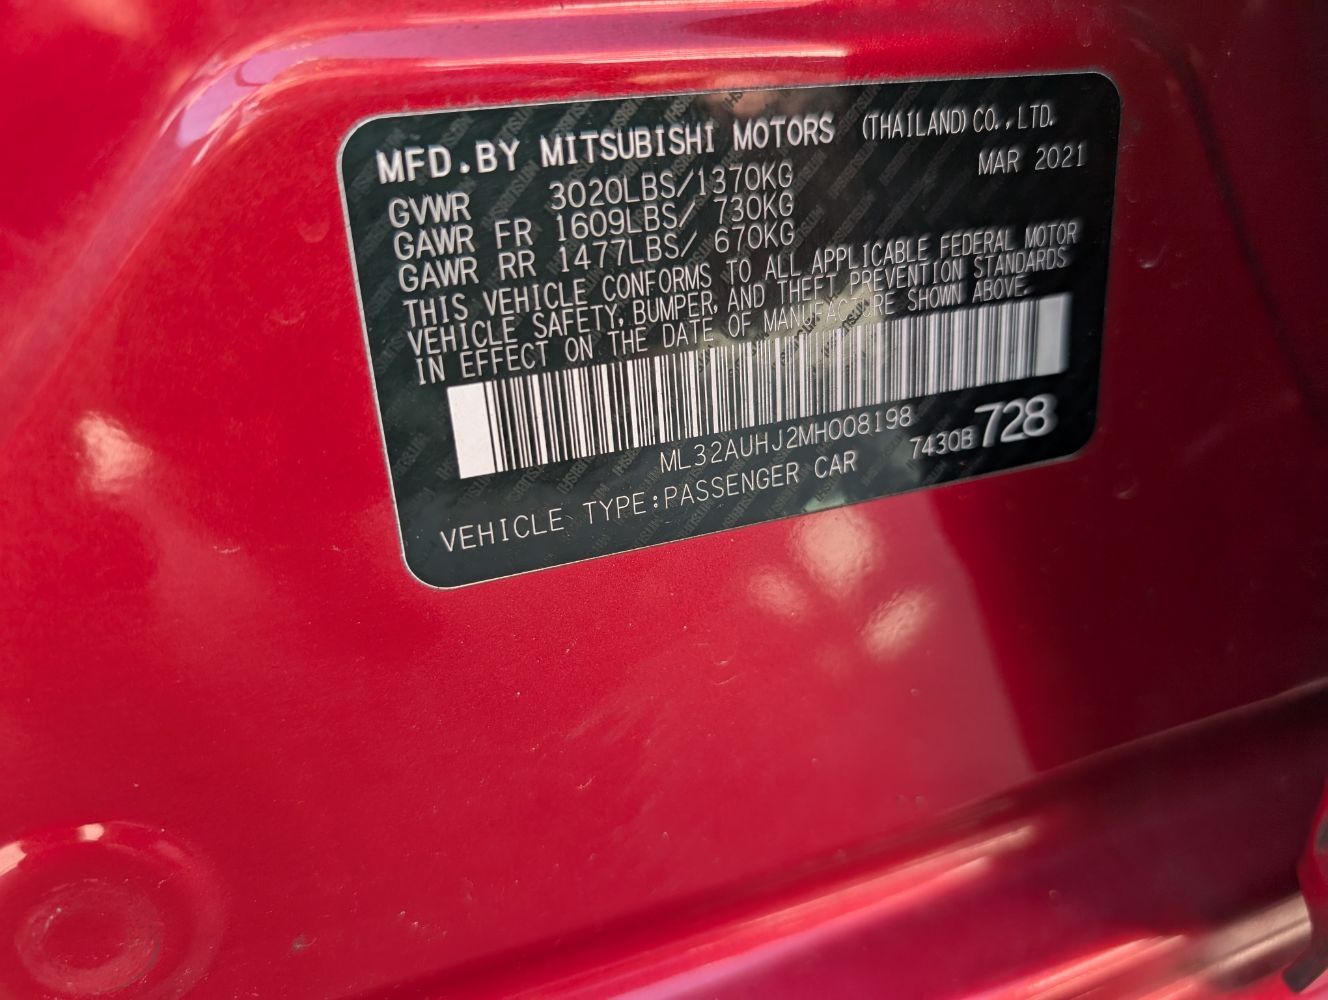 MFD.BY MITSUBISHI MOTORS (THAILAND) CO.,LTD.
MAR 2021
GVWR 3020LBS/1370KG
GAWR FR 1609LBS/ 730KG
GAWR RR 1477LBS/ 670KG
THIS VEHICLE CONFORMS TO ALL APPLICABLE FEDERAL MOTOR
VEHICLE SAFETY, BUMPER, AND THEFT PREVENTION STANDARDS
IN EFFECT ON THE DATE OF MANUFACTURE SHOWN ABOVE.
ML32AUHJ2MH008198
7430B 728
VEHICLE TYPE:PASSENGER CAR